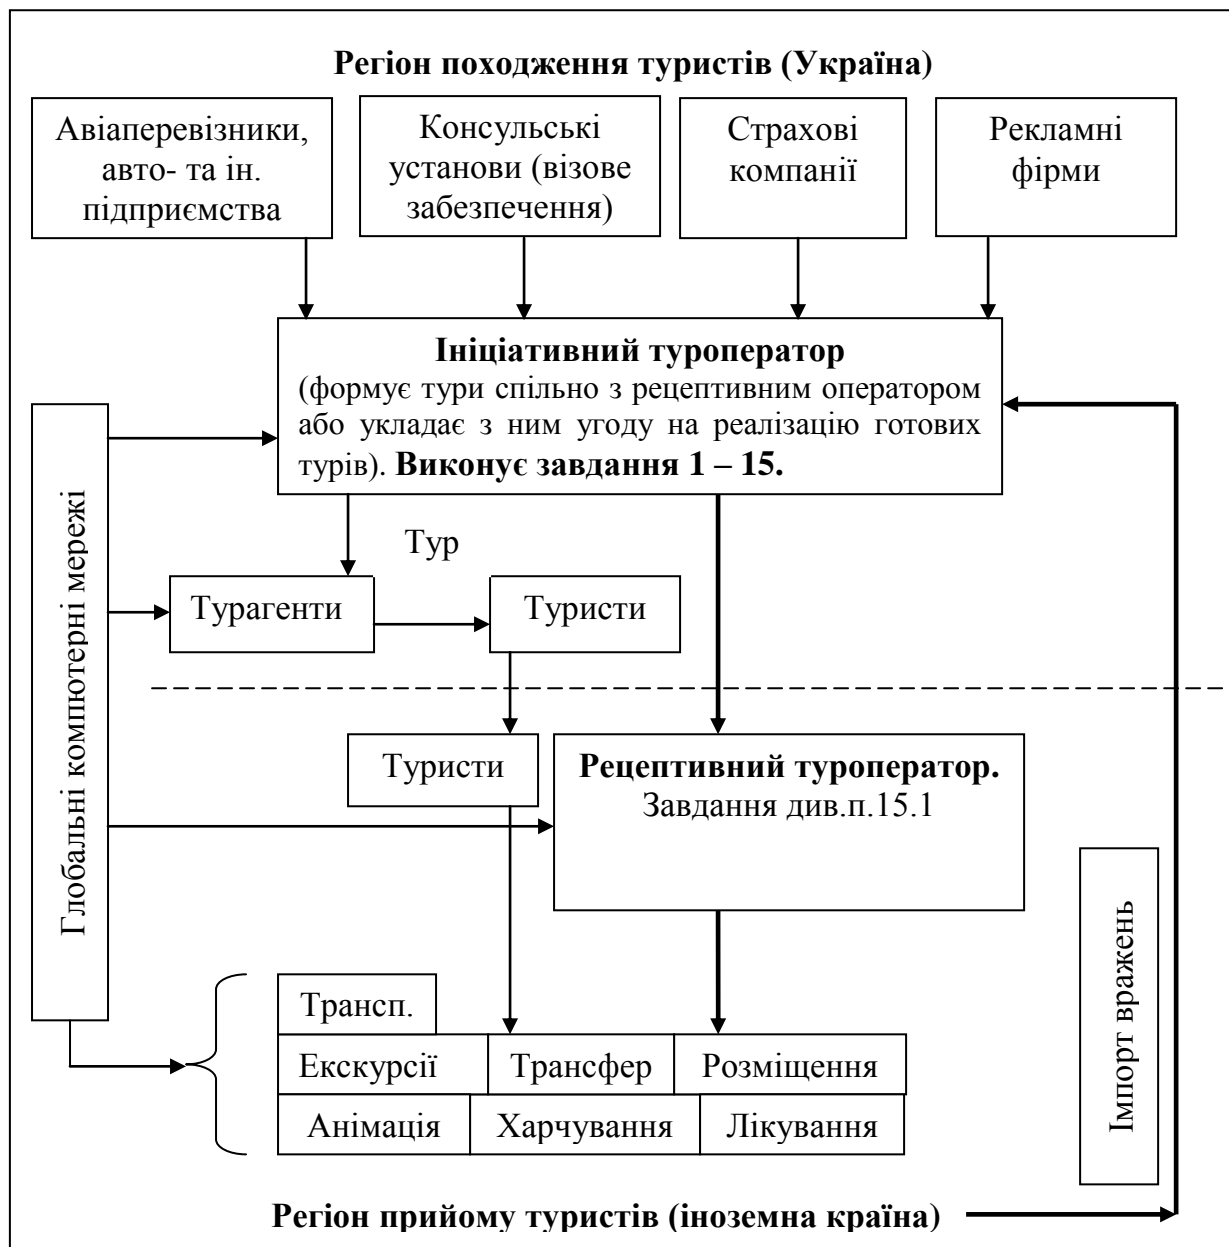 Регіон походження туристів (Україна)
Авіаперевізники,
авто- та ін.
підприємства
Консульські
установи (візове
забезпечення)
Страхові
компанії
Рекламні
фірми
Ініціативний туроператор
(формує тури спільно з рецептивним оператором
або укладає з ним угоду на реалізацію готових
турів). Виконує завдання 1 – 15.
Глобальні компютерні мережі
Тур
Турагенти
Туристи
Туристи
Рецептивний туроператор.
Завдання див.п.15.1
Імпорт вражень
Трансп.
Екскурсії
Трансфер
Розміщення
Анімація
Харчування
Лікування
Регіон прийому туристів (іноземна країна)